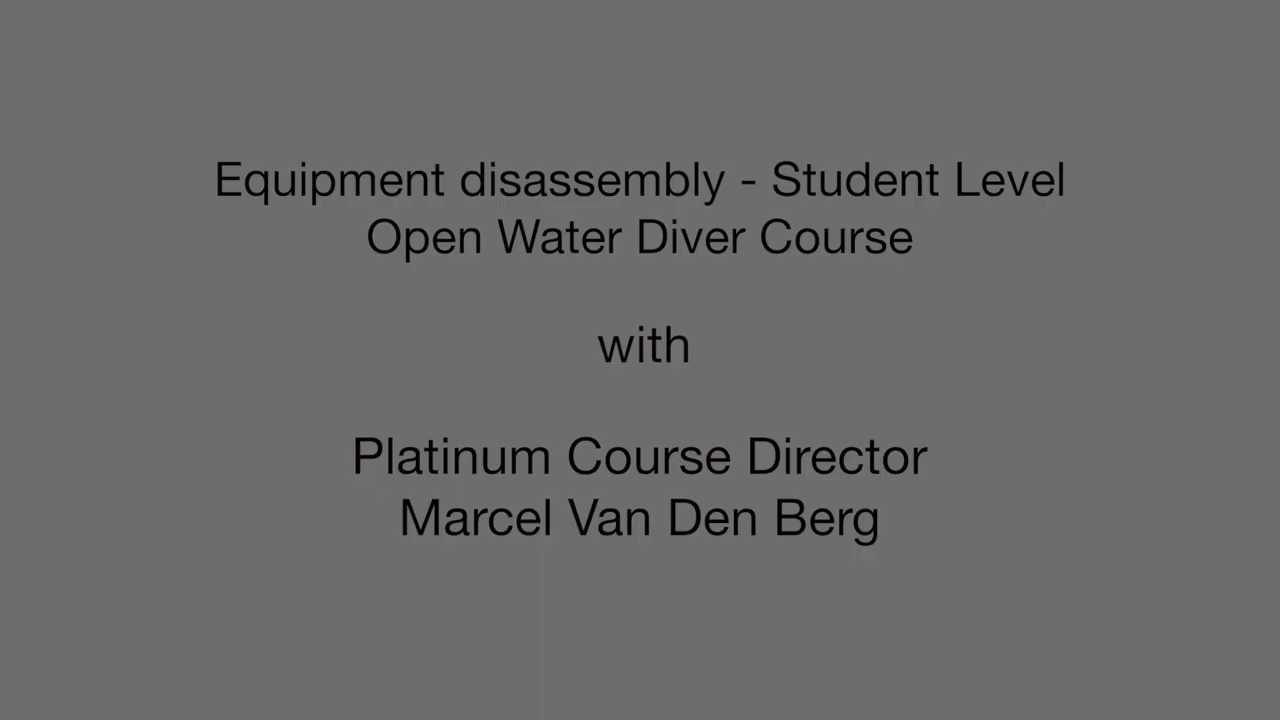 Equipment disassembly - Student Level
Open Water Diver Course
with
Platinum Course Director
Marcel Van Den Berg